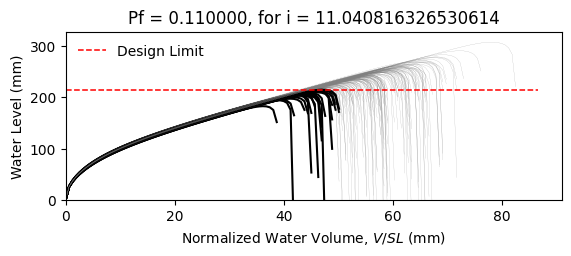 Pf = 0.110000, for i = 11.040816326530614
Design Limit
Water Level (mm)
300
200
100
0
0 20 40 60 80
Normalized Water Volume, V/SL (mm)